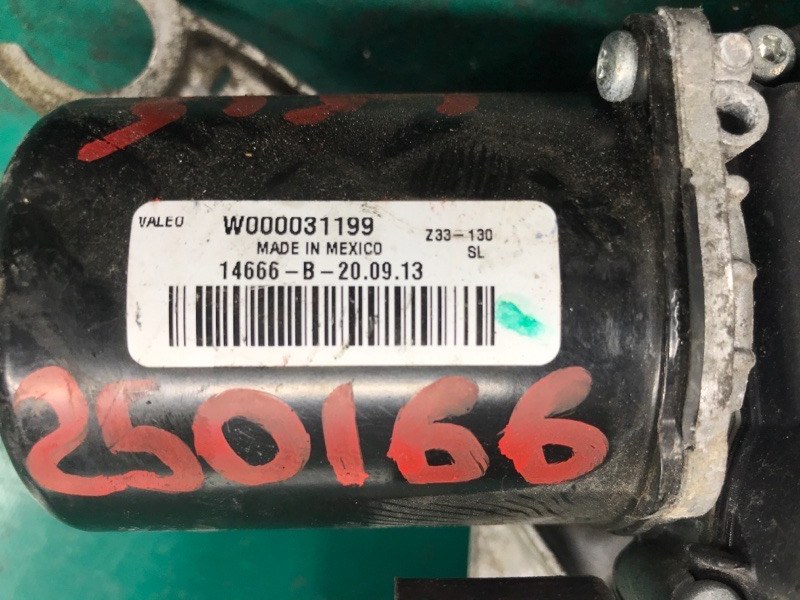 VALEO W000031199 Z33-130
MADE IN MEXICO SL
14666-B-20.09.13
250166